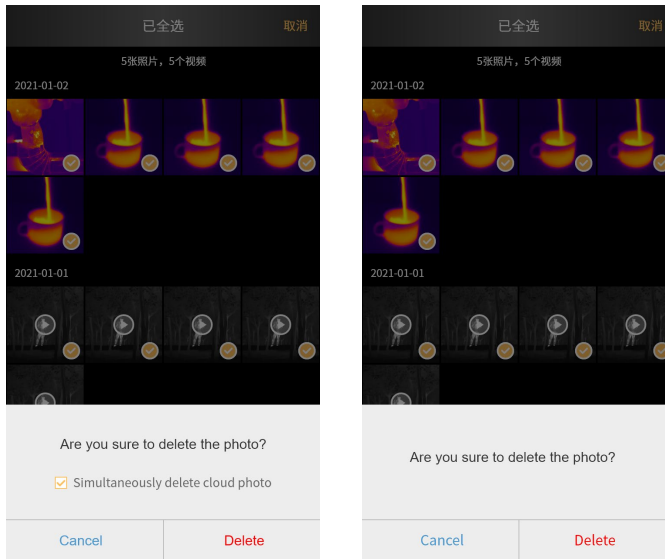 已全选 取消
5张照片，5个视频
2021-01-02
2021-01-01
Are you sure to delete the photo?
Simultaneously delete cloud photo
Cancel Delete
已全选 取消
5张照片，5个视频
2021-01-02
2021-01-01
Are you sure to delete the photo?
Cancel Delete